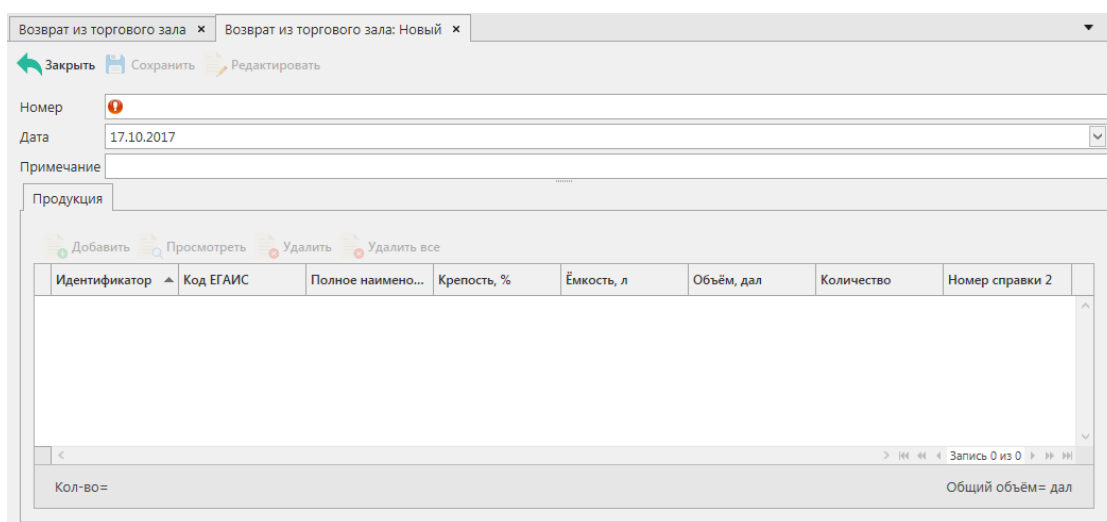 Возврат из торгового зала × Возврат из торгового зала: Новый ×
Закрыть Сохранить Редактировать
Номер
Дата 17.10.2017
Примечание
Продукция
Добавить Просмотреть Удалить Удалить все
Идентификатор Код ЕГАИС Полное наимено... Крепость, % Ёмкость, л Объём, дал Количество Номер справки 2
Запись 0 из 0
Кол-во= Общий объём= дал